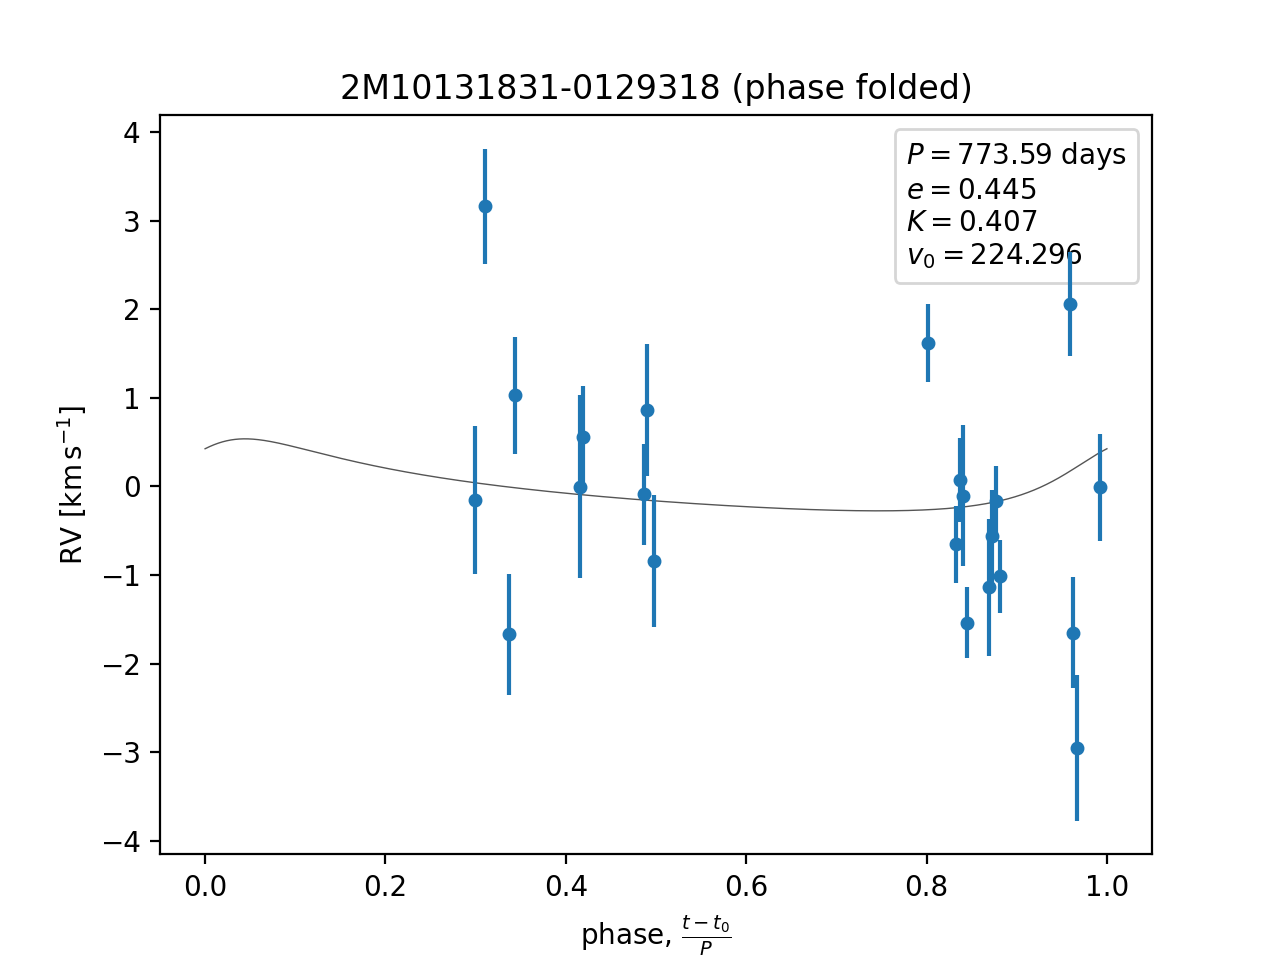 2M10131831-0129318 (phase folded)
P = 773.59 days
e = 0.445
K = 0.407
v₀ = 224.296
4
3
2
1
0
−1
−2
−3
−4
RV [km s⁻¹]
0.0 0.2 0.4 0.6 0.8 1.0
phase, (t − t₀)/P